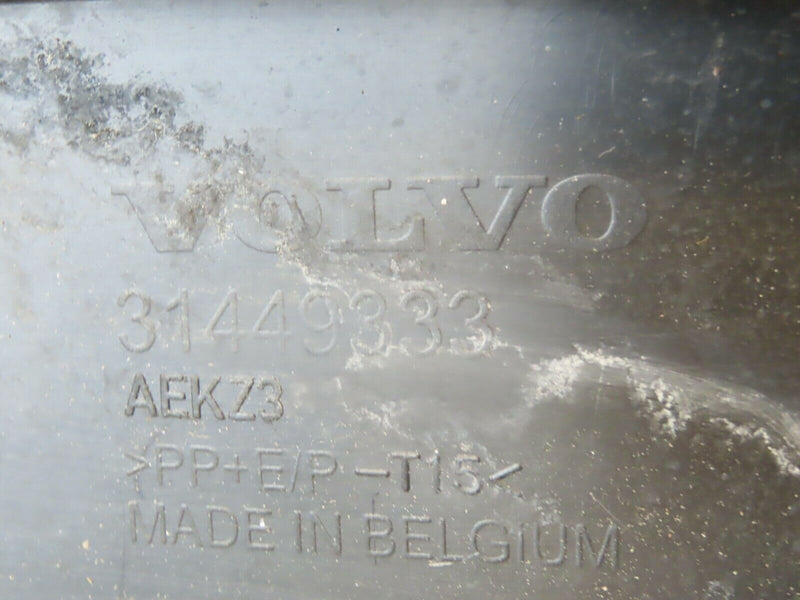 VOLVO
31449333
AEKZ3
>PP+E/P-T15<
MADE IN BELGIUM